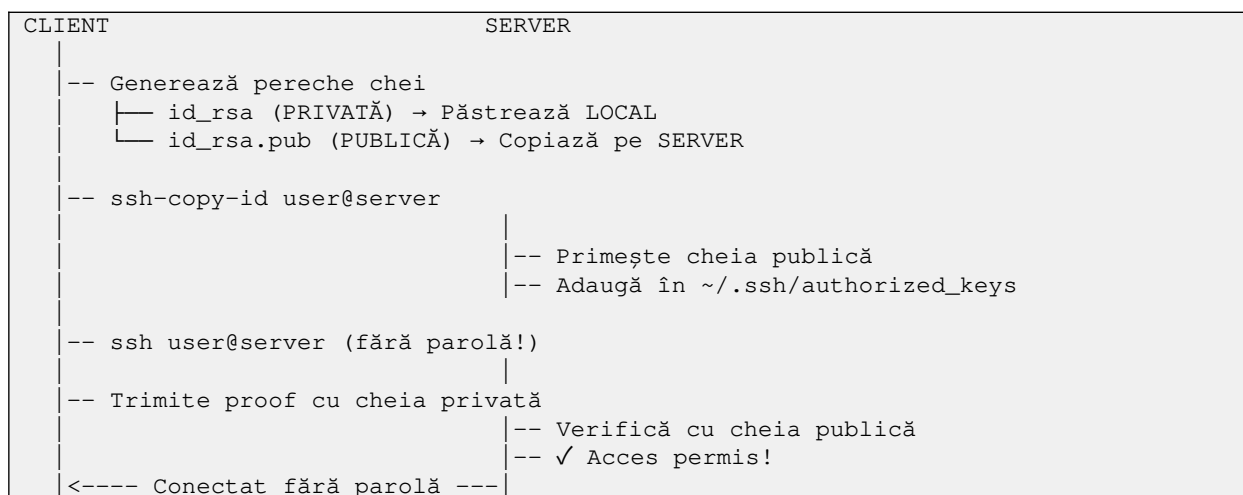 CLIENT SERVER
│
│-- Generează pereche chei
│ ├── id_rsa (PRIVATĂ) → Păstrează LOCAL
│ └── id_rsa.pub (PUBLICĂ) → Copiază pe SERVER
│
│-- ssh-copy-id user@server
│ │
│ │-- Primește cheia publică
│ │-- Adaugă în ~/.ssh/authorized_keys
│
│-- ssh user@server (fără parolă!)
│ │
│-- Trimite proof cu cheia privată
│ │-- Verifică cu cheia publică
│ │-- ✓ Acces permis!
│<---- Conectat fără parolă ---│